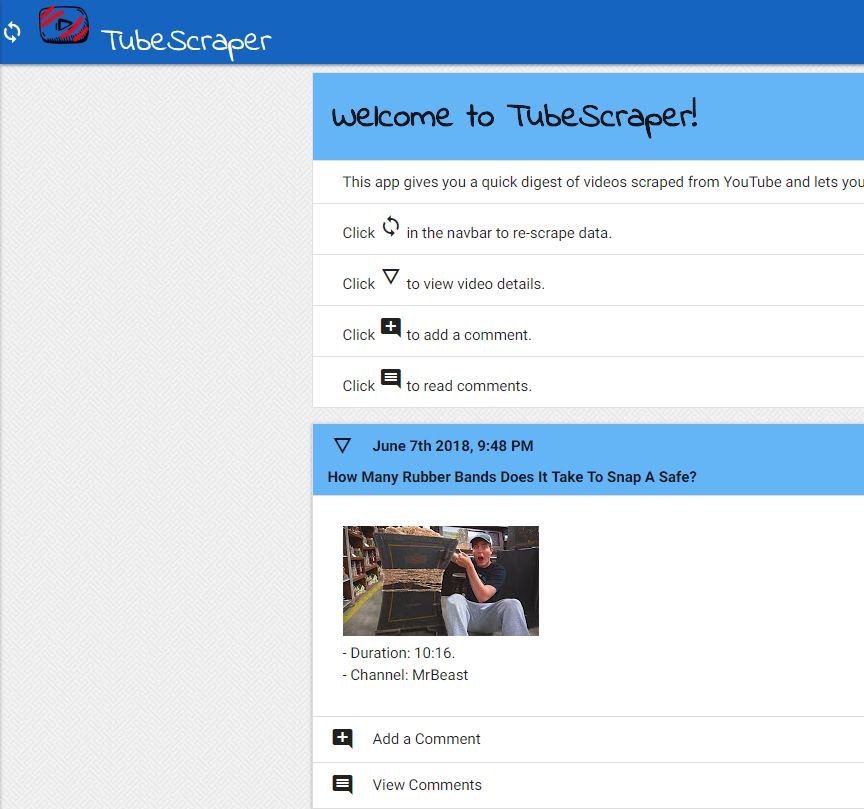 TubeScraper
Welcome to TubeScraper!
This app gives you a quick digest of videos scraped from YouTube and lets you
Click in the navbar to re-scrape data.
Click to view video details.
Click to add a comment.
Click to read comments.
June 7th 2018, 9:48 PM
How Many Rubber Bands Does It Take To Snap A Safe?
- Duration: 10:16.
- Channel: MrBeast
Add a Comment
View Comments